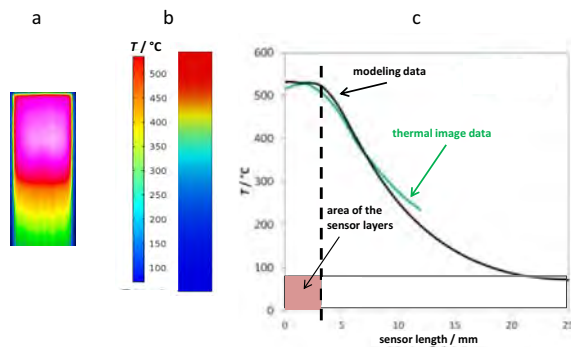 a
b
c
T / °C
500
450
400
350
300
250
200
150
100
600
500
400
300
200
100
0
T / °C
modeling data
thermal image data
area of the
sensor layers
0
5
10
15
20
25
sensor length / mm